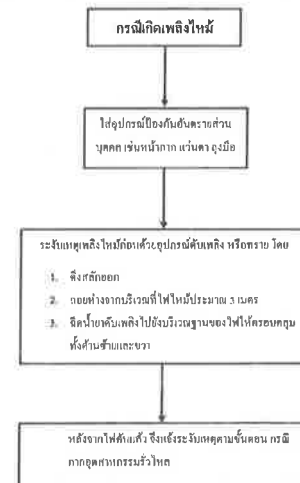 กรณีเกิดเพลิงไหม้
ใส่อุปกรณ์ป้องกันอันตรายส่วน
บุคคล เช่นหน้ากาก แว่นตา ถุงมือ
ระงับเหตุเพลิงไหม้ก่อนด้วยอุปกรณ์ดับเพลิง หรือทราย โดย
1. ดึงสลักออก
2. ถอยห่างจากบริเวณที่ไฟไหม้ประมาณ 3 เมตร
3. ฉีดน้ำยาดับเพลิงไปยังบริเวณฐานของไฟให้ครอบคลุม
ทั้งด้านซ้ายและขวา
หลังจากไฟดับแล้ว จึงแจ้งระงับเหตุตามขั้นตอน กรณี
กากอุตสาหกรรมรั่วไหล